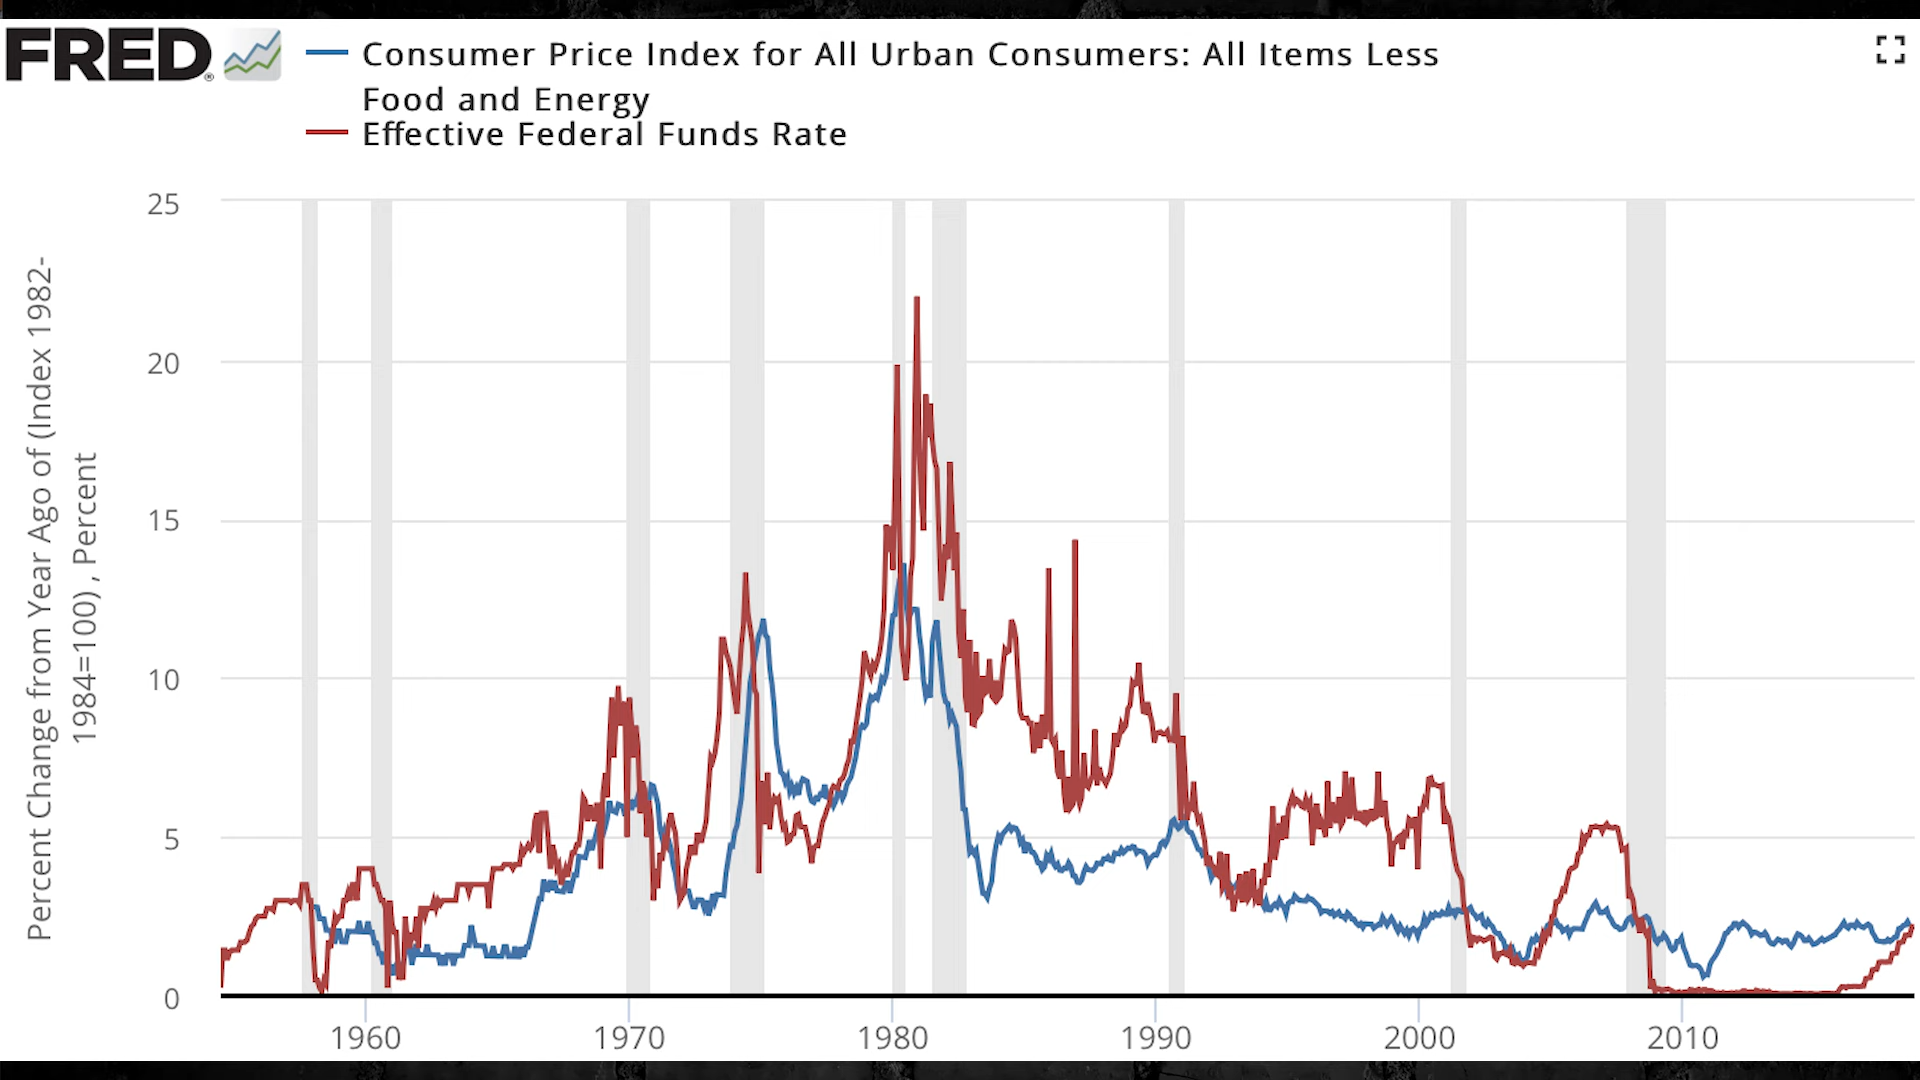 FRED®
Consumer Price Index for All Urban Consumers: All Items Less
Food and Energy
Effective Federal Funds Rate
Percent Change from Year Ago of (Index 1982-
1984=100) , Percent
25
20
15
10
5
0
1960
1970
1980
1990
2000
2010